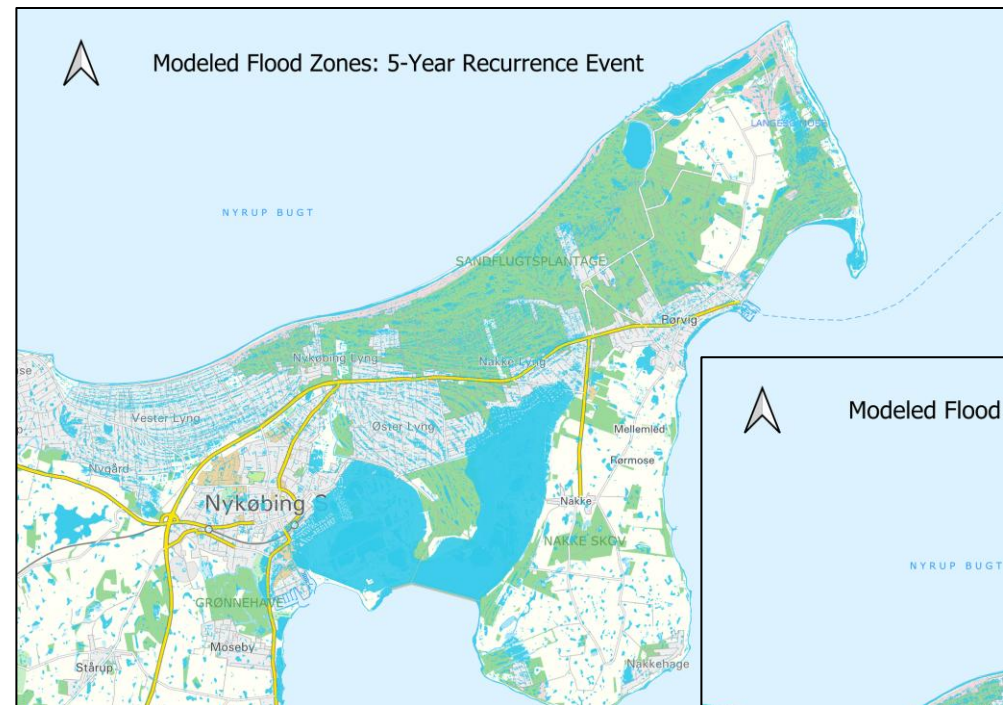 Modeled Flood Zones: 5-Year Recurrence Event
NYRUP BUGT
SANDFLUGTSPLANTAGE
Rørvig
Nykøbing Lyng
Nakke Lyng
Vester Lyng
Øster Lyng
Nygård
Mellemled
Rørmose
Nykøbing S
Nakke
NAKKE SKOV
GRØNNEHAVE
Moseby
Stårup
Nakkehage
Modeled Flood
NYRUP BUGT